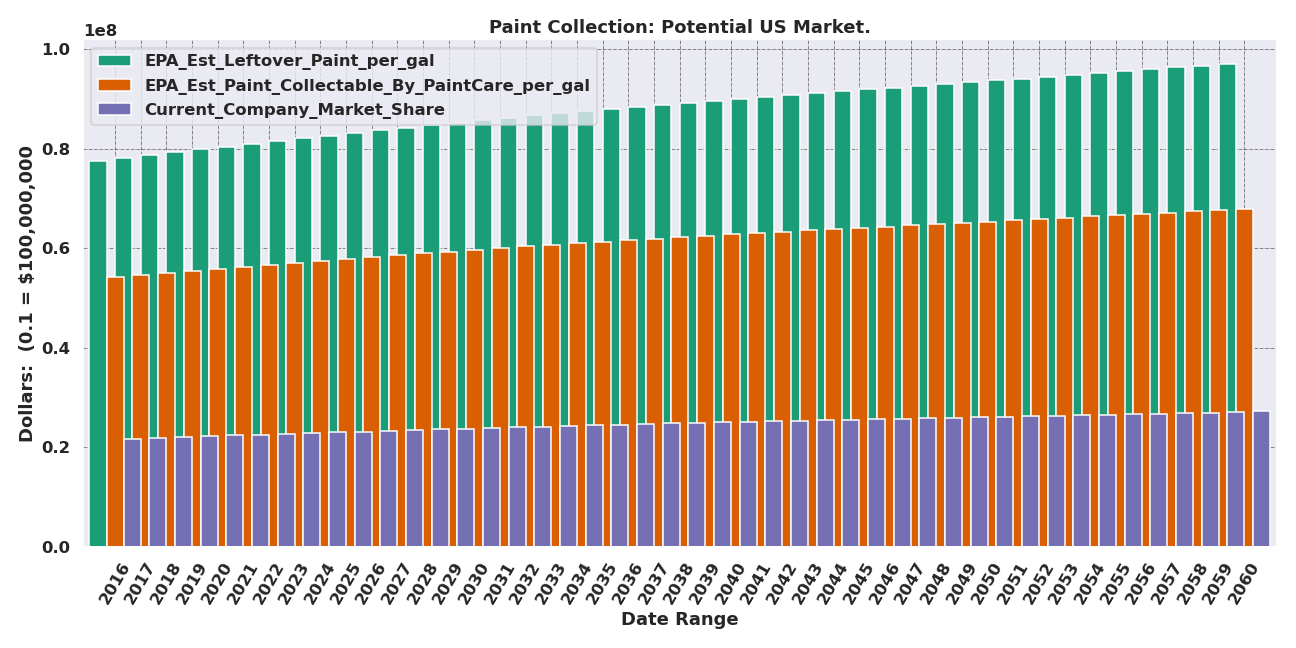 Paint Collection: Potential US Market.
1e8
EPA_Est_Leftover_Paint_per_gal
EPA_Est_Paint_Collectable_By_PaintCare_per_gal
Current_Company_Market_Share
Dollars:  (0.1 = $100,000,000
1.0
0.8
0.6
0.4
0.2
0.0
2016 2017 2018 2019 2020 2021 2022 2023 2024 2025 2026 2027 2028 2029 2030 2031 2032 2033 2034 2035 2036 2037 2038 2039 2040 2041 2042 2043 2044 2045 2046 2047 2048 2049 2050 2051 2052 2053 2054 2055 2056 2057 2058 2059 2060
Date Range